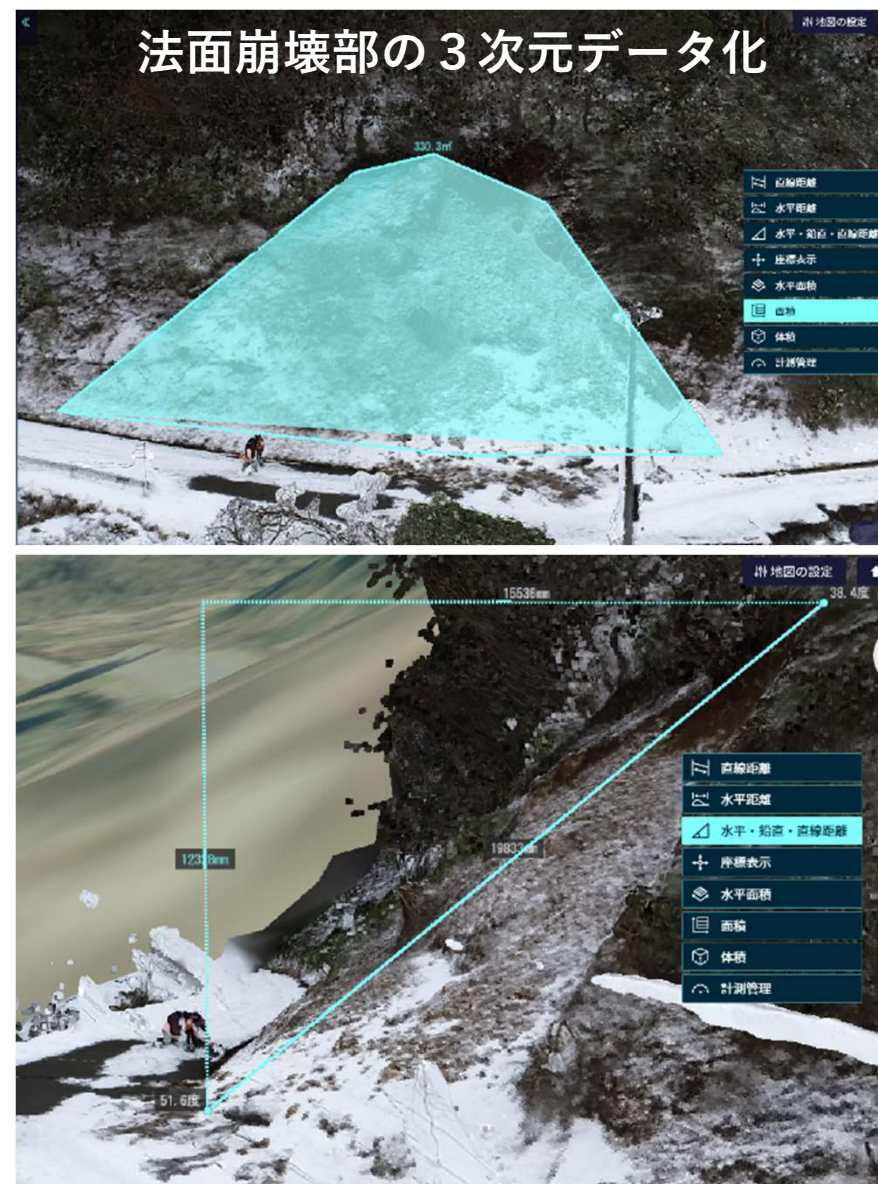 法面崩壊部の３次元データ化
地図の設定
330.3㎡
直線距離
水平距離
水平・鉛直・直線距離
座標表示
水平面積
面積
体積
計測管理
地図の設定
15536mm
38.4度
直線距離
水平距離
水平・鉛直・直線距離
座標表示
水平面積
面積
体積
計測管理
51.6度